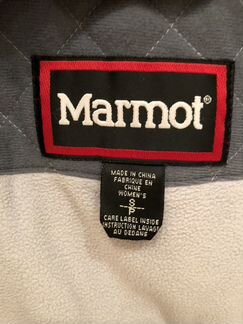 Marmot®
MADE IN CHINA
FABRIQUE EN
CHINE
WOMEN'S
S
P
CARE LABEL INSIDE
INSTRUCTION LAVAGE
AU DEDANS